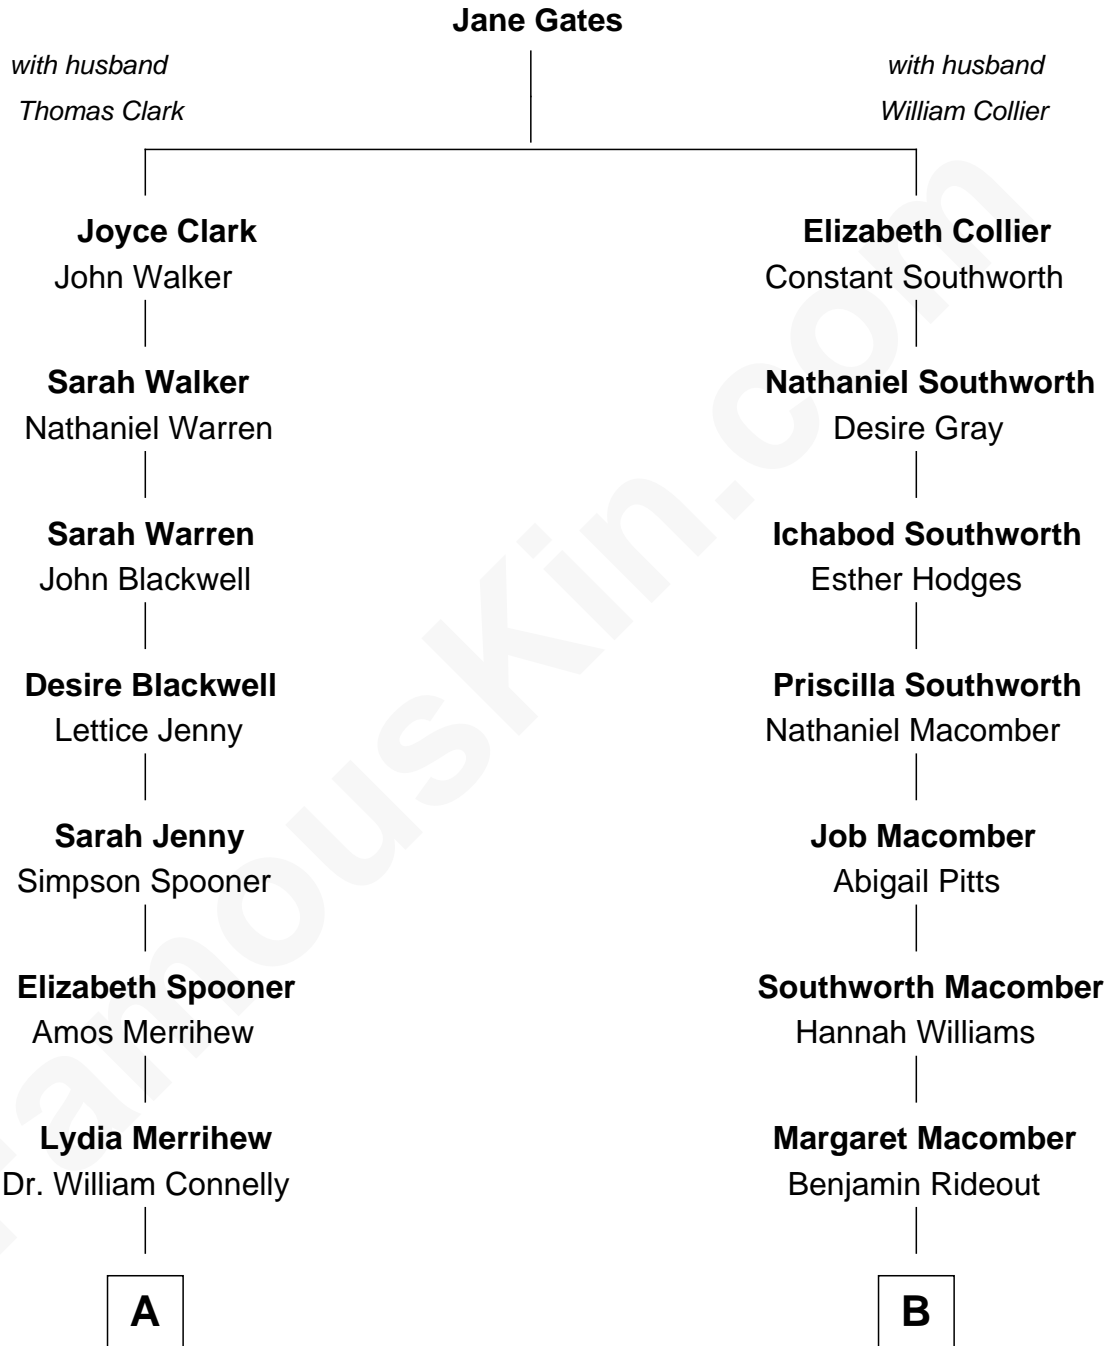 Jane Gates
with husband
Thomas Clark
with husband
William Collier
Joyce Clark
John Walker
Elizabeth Collier
Constant Southworth
Sarah Walker
Nathaniel Warren
Nathaniel Southworth
Desire Gray
Sarah Warren
John Blackwell
Ichabod Southworth
Esther Hodges
Desire Blackwell
Lettice Jenny
Priscilla Southworth
Nathaniel Macomber
Sarah Jenny
Simpson Spooner
Job Macomber
Abigail Pitts
Elizabeth Spooner
Amos Merrihew
Southworth Macomber
Hannah Williams
Lydia Merrihew
Dr. William Connelly
Margaret Macomber
Benjamin Rideout
A
B
FamousKin.com